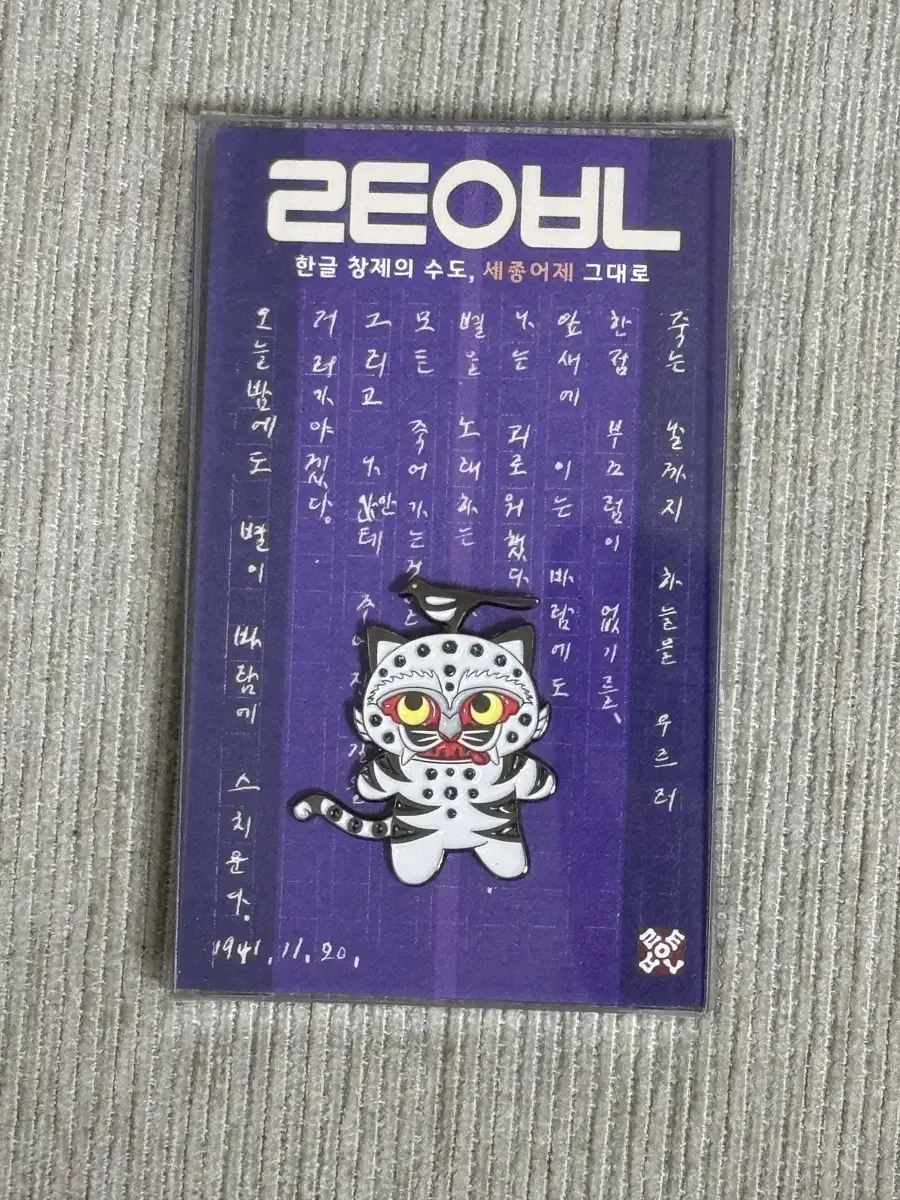 ㄹEOㅂL
한글 창제의 수도, 세종어제 그대로
죽는 날까지 하늘을 우르러
한점 부끄럼이 없기를,
잎새에 이는 바람에도
나는 괴로워했다.
별을 노래하는
모든 죽어가는
그리고 나안테
거러가야겠다.
오늘밤에도 별이 바람에 스치운다.
1941. 11. 20.